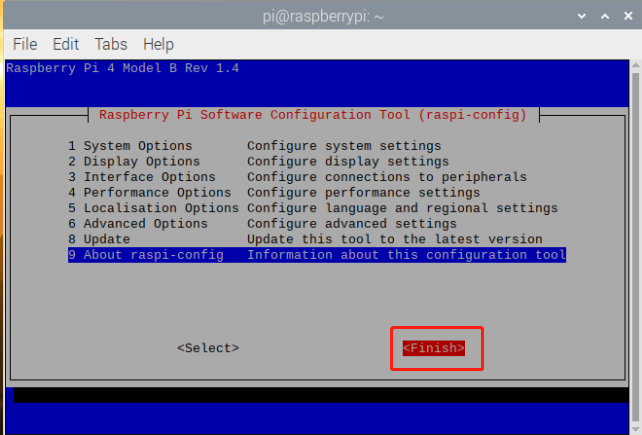 pi@raspberrypi: ~
File Edit Tabs Help
Raspberry Pi 4 Model B Rev 1.4
Raspberry Pi Software Configuration Tool (raspi-config)
1 System Options Configure system settings
2 Display Options Configure display settings
3 Interface Options Configure connections to peripherals
4 Performance Options Configure performance settings
5 Localisation Options Configure language and regional settings
6 Advanced Options Configure advanced settings
8 Update Update this tool to the latest version
9 About raspi-config Information about this configuration tool
<Select> <Finish>